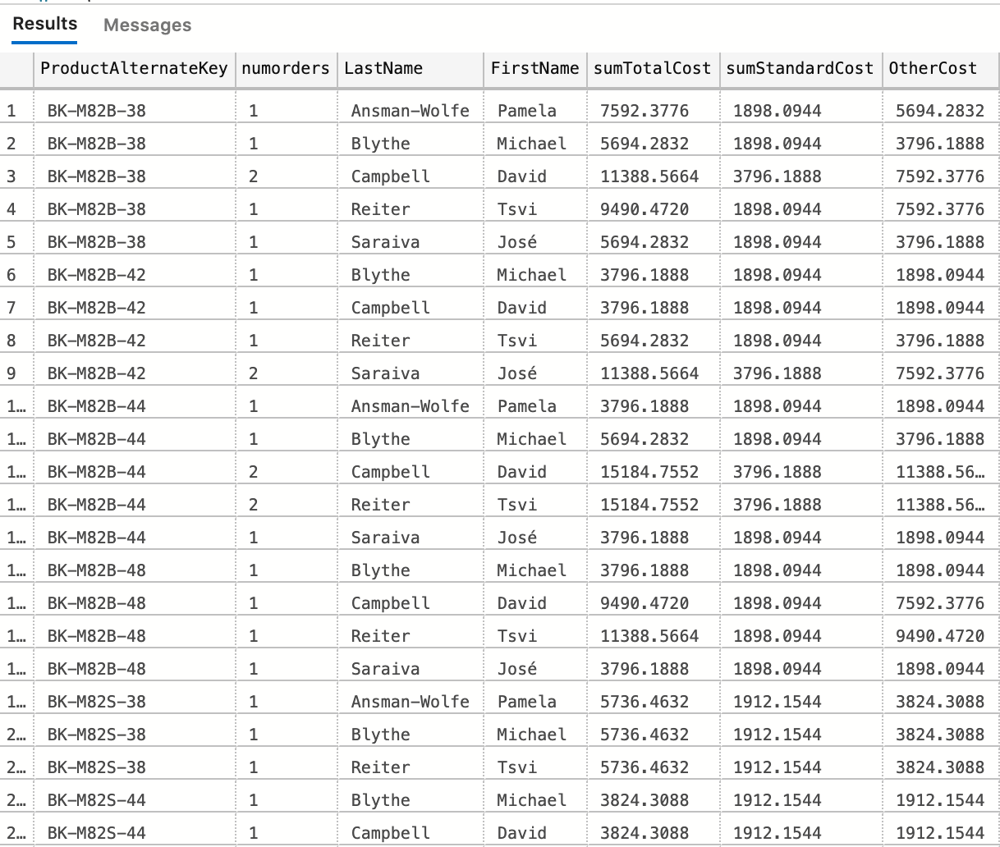 Results Messages
ProductAlternateKey numorders LastName FirstName sumTotalCost sumStandardCost OtherCost
1 BK-M82B-38 1 Ansman-Wolfe Pamela 7592.3776 1898.0944 5694.2832
2 BK-M82B-38 1 Blythe Michael 5694.2832 1898.0944 3796.1888
3 BK-M82B-38 2 Campbell David 11388.5664 3796.1888 7592.3776
4 BK-M82B-38 1 Reiter Tsvi 9490.4720 1898.0944 7592.3776
5 BK-M82B-38 1 Saraiva José 5694.2832 1898.0944 3796.1888
6 BK-M82B-42 1 Blythe Michael 3796.1888 1898.0944 1898.0944
7 BK-M82B-42 1 Campbell David 3796.1888 1898.0944 1898.0944
8 BK-M82B-42 1 Reiter Tsvi 5694.2832 1898.0944 3796.1888
9 BK-M82B-42 2 Saraiva José 11388.5664 3796.1888 7592.3776
1… BK-M82B-44 1 Ansman-Wolfe Pamela 3796.1888 1898.0944 1898.0944
1… BK-M82B-44 1 Blythe Michael 5694.2832 1898.0944 3796.1888
1… BK-M82B-44 2 Campbell David 15184.7552 3796.1888 11388.56…
1… BK-M82B-44 2 Reiter Tsvi 15184.7552 3796.1888 11388.56…
1… BK-M82B-44 1 Saraiva José 3796.1888 1898.0944 1898.0944
1… BK-M82B-48 1 Blythe Michael 3796.1888 1898.0944 1898.0944
1… BK-M82B-48 1 Campbell David 9490.4720 1898.0944 7592.3776
1… BK-M82B-48 1 Reiter Tsvi 11388.5664 1898.0944 9490.4720
1… BK-M82B-48 1 Saraiva José 3796.1888 1898.0944 1898.0944
1… BK-M82S-38 1 Ansman-Wolfe Pamela 5736.4632 1912.1544 3824.3088
2… BK-M82S-38 1 Blythe Michael 5736.4632 1912.1544 3824.3088
2… BK-M82S-38 1 Reiter Tsvi 5736.4632 1912.1544 3824.3088
2… BK-M82S-44 1 Blythe Michael 3824.3088 1912.1544 1912.1544
2… BK-M82S-44 1 Campbell David 3824.3088 1912.1544 1912.1544